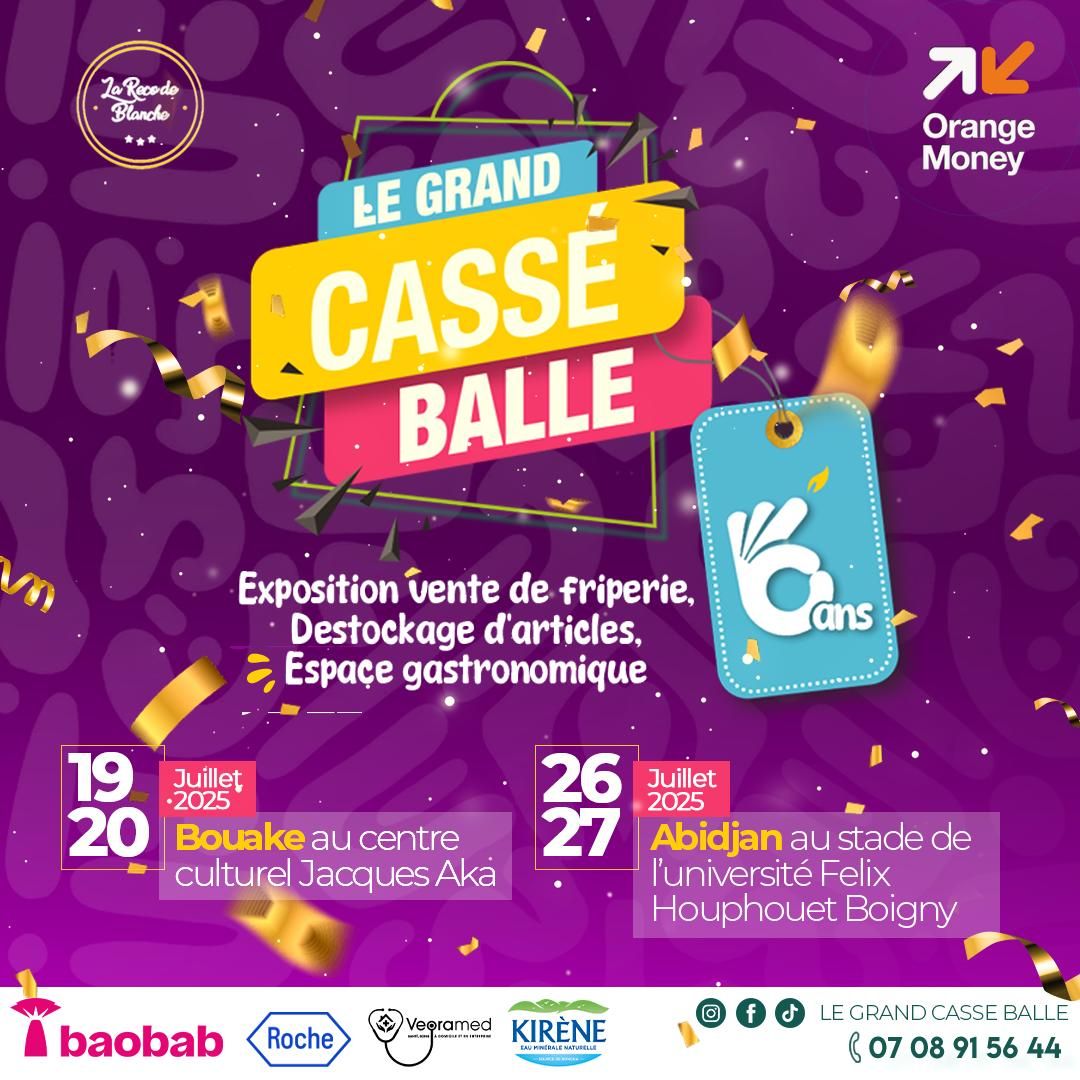 La Reco de
Blanche
Orange
Money
LE GRAND
CASSÉ
BALLE
6 ans
Exposition vente de friperie,
Destockage d'articles,
Espace gastronomique
19
20
Juillet
2025
Bouake au centre
culturel Jacques Aka
26
27
Juillet
2025
Abidjan au stade de
l'université Felix
Houphouet Boigny
baobab
Roche
Vegramed
KIRÈNE
EAU MINÉRALE NATURELLE
LE GRAND CASSE BALLE
07 08 91 56 44